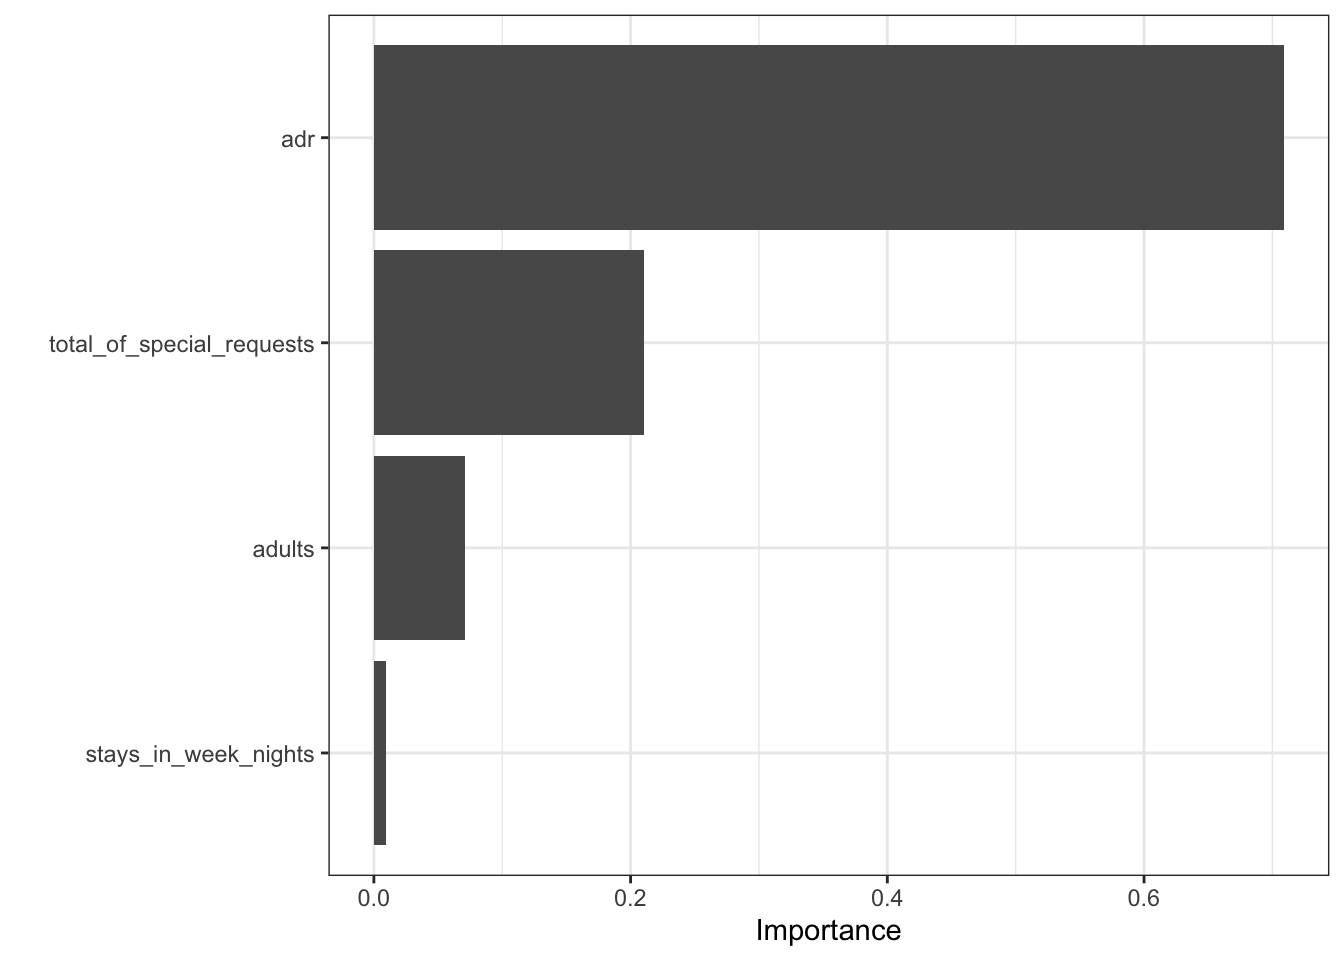 adr
total_of_special_requests
adults
stays_in_week_nights
0.0 0.2 0.4 0.6
Importance